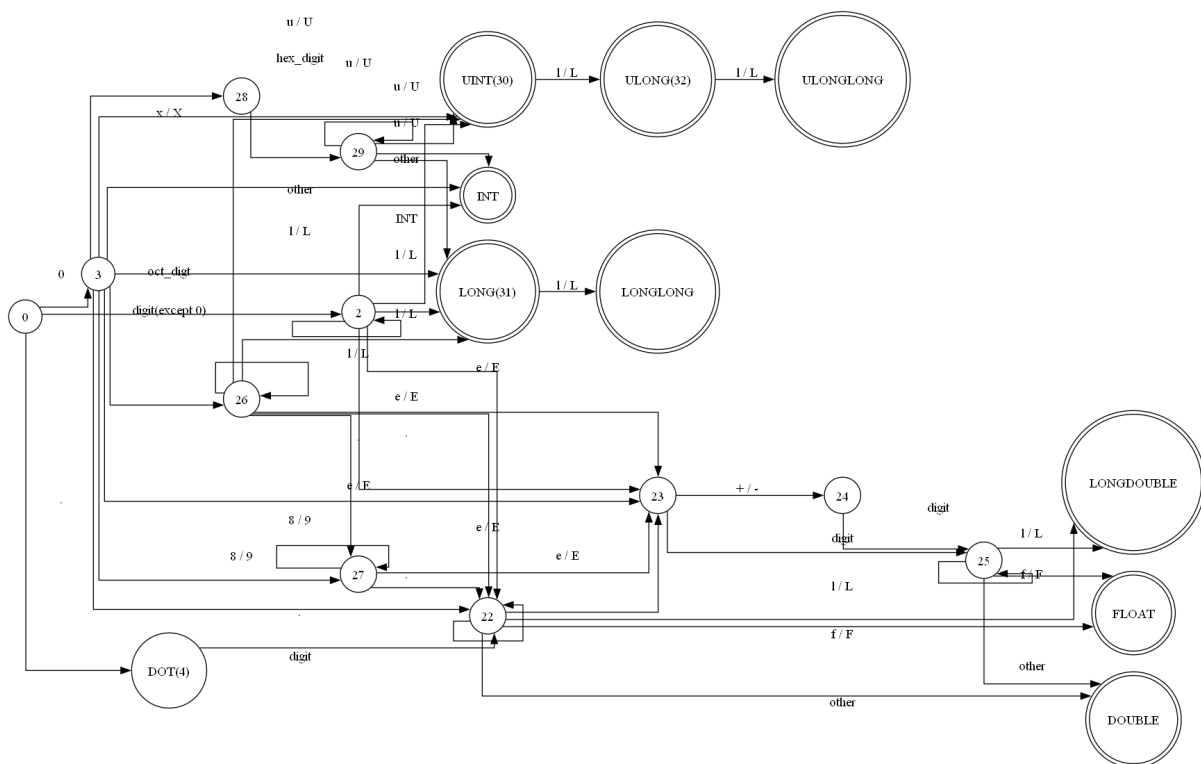 u / U
hex_digit
u / U
UINT(30)
l / L
ULONG(32)
l / L
ULONGLONG
28
u / U
x / X
u / U
29
other
other
INT
INT
l / L
l / L
0
3
oct_digt
LONG(31)
l / L
LONGLONG
digit(except 0)
0
2
l / L
l / L
e / E
26
e / E
.
.
e / E
23
+ / -
24
LONGDOUBLE
.
.
8 / 9
e / E
digit
digit
l / L
8 / 9
e / E
25
27
.
f / F
l / L
22
.
FLOAT
f / F
digit
DOT(4)
other
other
DOUBLE